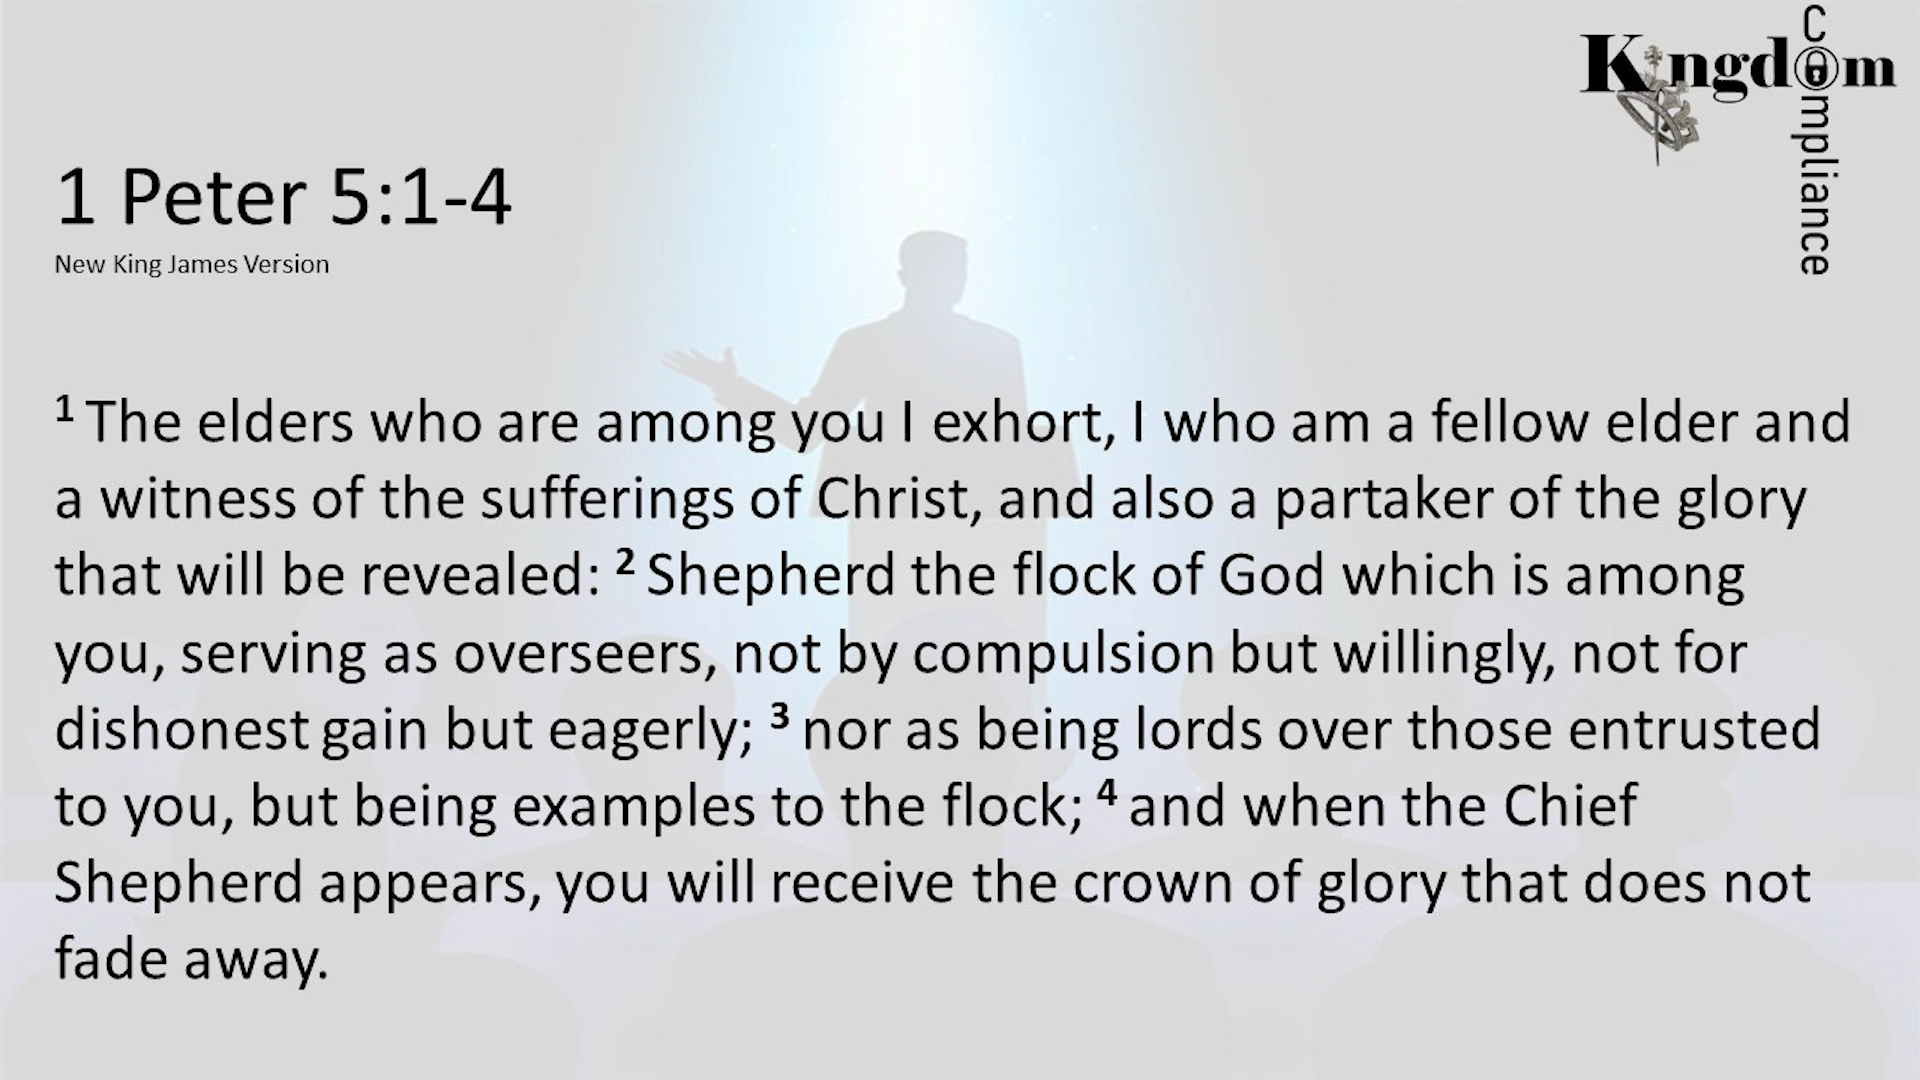 Kingdom
Compliance
1 Peter 5:1-4
New King James Version
1 The elders who are among you I exhort, I who am a fellow elder and
a witness of the sufferings of Christ, and also a partaker of the glory
that will be revealed: 2 Shepherd the flock of God which is among
you, serving as overseers, not by compulsion but willingly, not for
dishonest gain but eagerly; 3 nor as being lords over those entrusted
to you, but being examples to the flock; 4 and when the Chief
Shepherd appears, you will receive the crown of glory that does not
fade away.